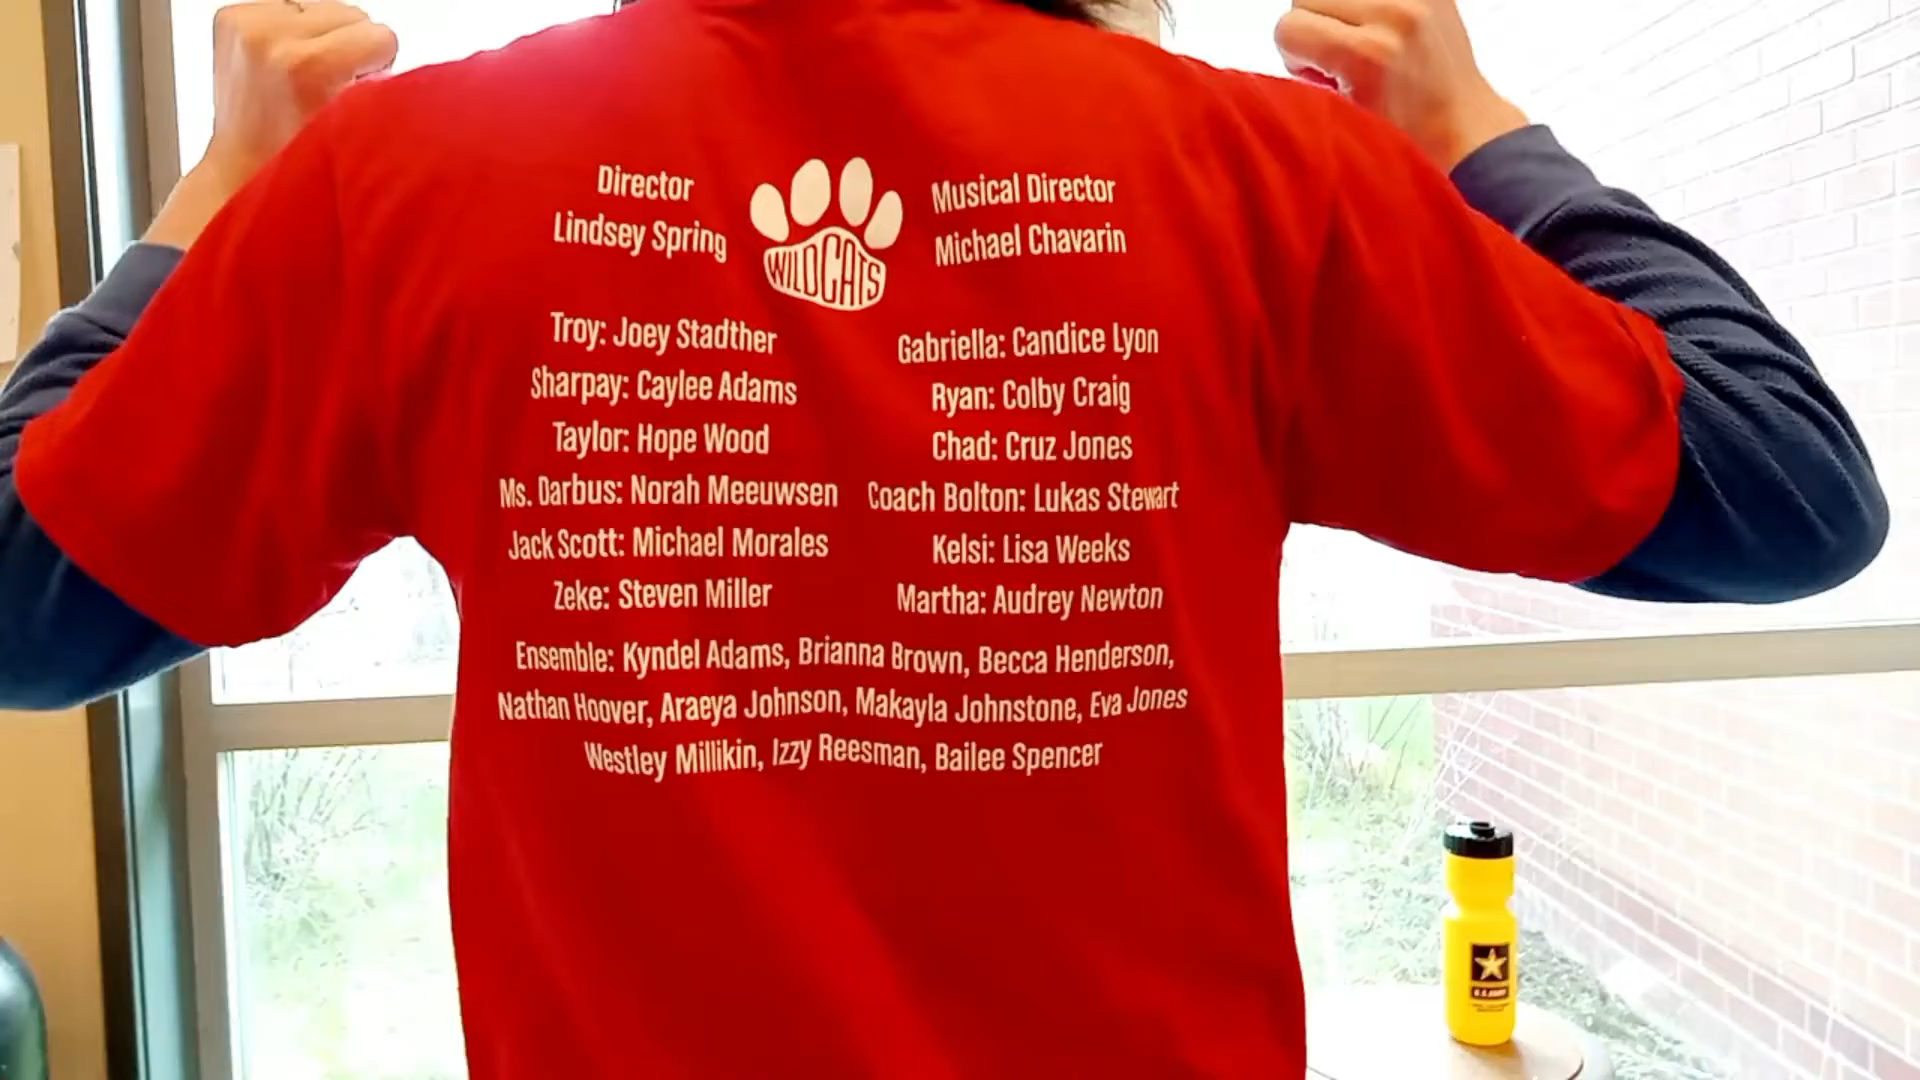 Director
Lindsey Spring
WILDCATS
Musical Director
Michael Chavarin
Troy: Joey Stadther
Gabriella: Candice Lyon
Sharpay: Caylee Adams
Ryan: Colby Craig
Taylor: Hope Wood
Chad: Cruz Jones
Ms. Darbus: Norah Meeuwsen
Coach Bolton: Lukas Stewart
Jack Scott: Michael Morales
Kelsi: Lisa Weeks
Zeke: Steven Miller
Martha: Audrey Newton
Ensemble: Kyndel Adams, Brianna Brown, Becca Henderson,
Nathan Hoover, Araeya Johnson, Makayla Johnstone, Eva Jones
Westley Millikin, Izzy Reesman, Bailee Spencer
U.S. ARMY